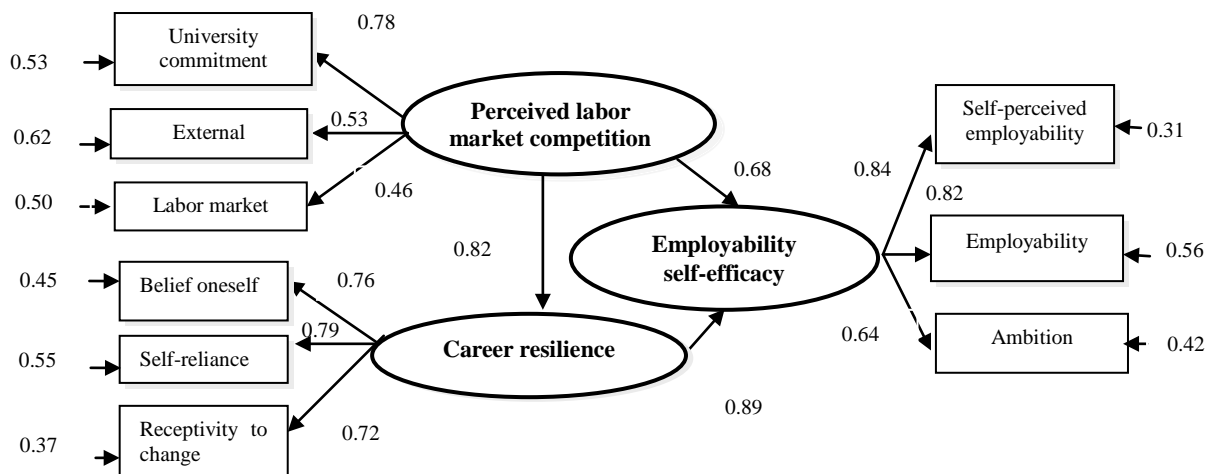 University
commitment
0.78
0.53
External
0.53
0.62
Labor market
0.46
0.50
Perceived labor
market competition
0.68
0.82
Employability
self-efficacy
Self-perceived
employability
0.31
0.84
0.82
Employability
0.56
0.64
Ambition
0.42
0.45
Belief oneself
0.76
0.79
Self-reliance
0.55
Career resilience
0.89
Receptivity to
change
0.72
0.37